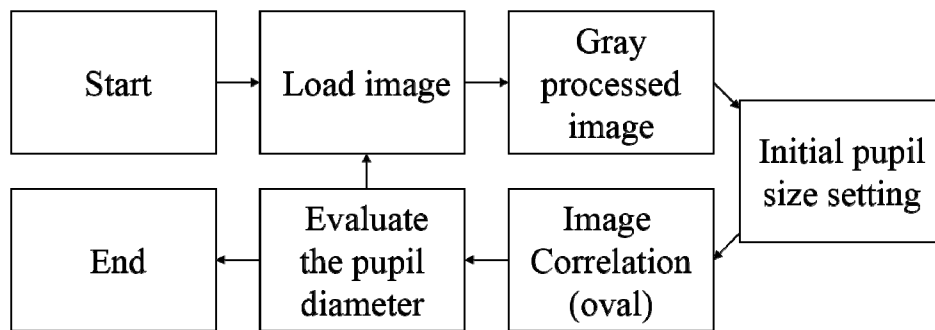 Start
Load image
Gray
processed
image
Initial pupil
size setting
Image
Correlation
(oval)
Evaluate
the pupil
diameter
End